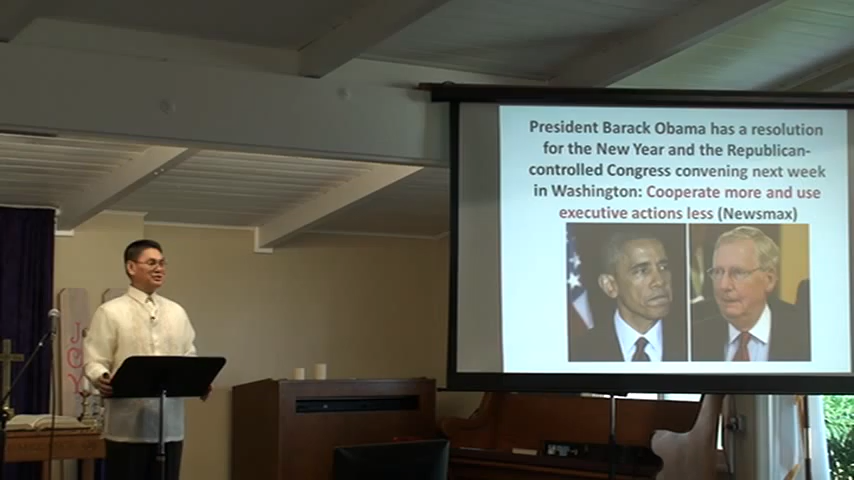 President Barack Obama has a resolution
for the New Year and the Republican-
controlled Congress convening next week
in Washington: Cooperate more and use
executive actions less (Newsmax)
JOY